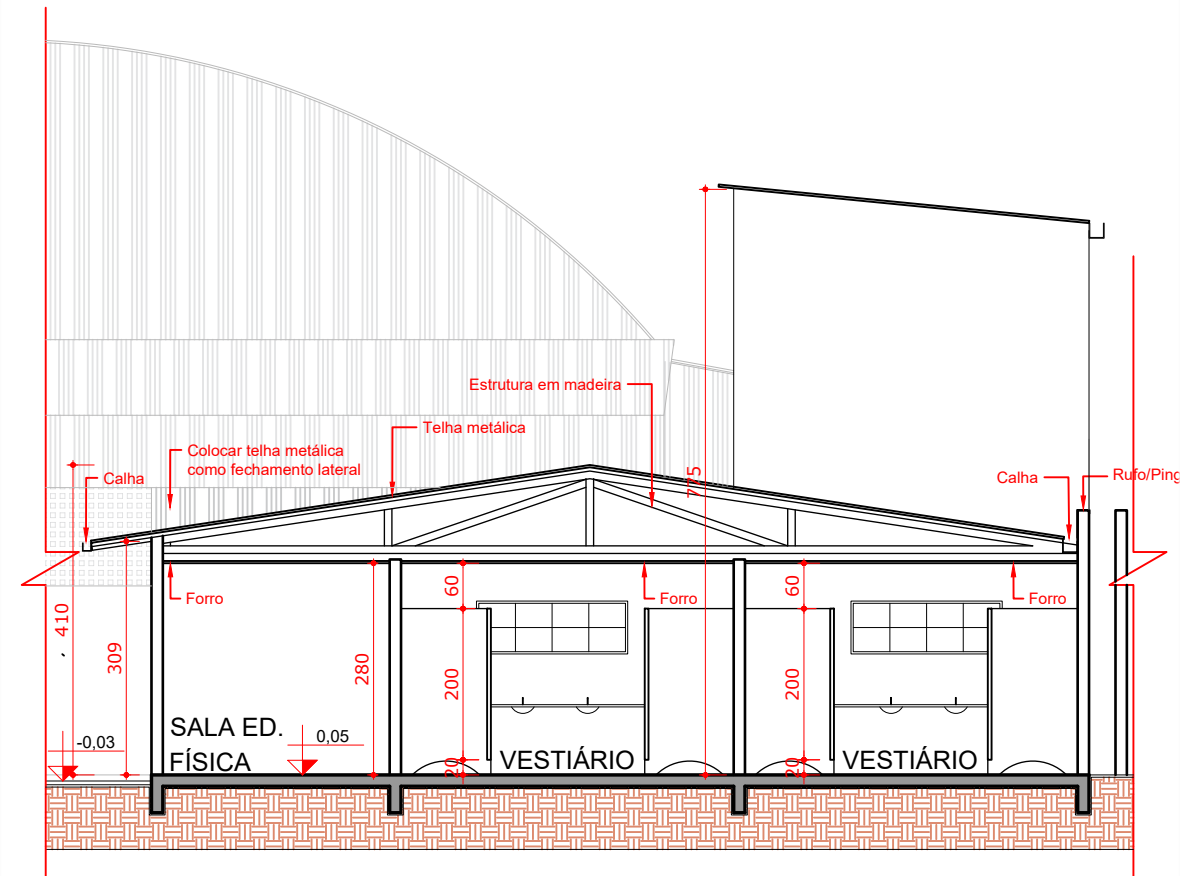 Estrutura em madeira
Telha metálica
Colocar telha metálica
como fechamento lateral
Calha
775
Calha
Rufo/Ping
Forro
60
Forro
60
Forro
410
309
280
200
200
SALA ED.
FÍSICA
-0,03
0,05
20
VESTIÁRIO
20
VESTIÁRIO